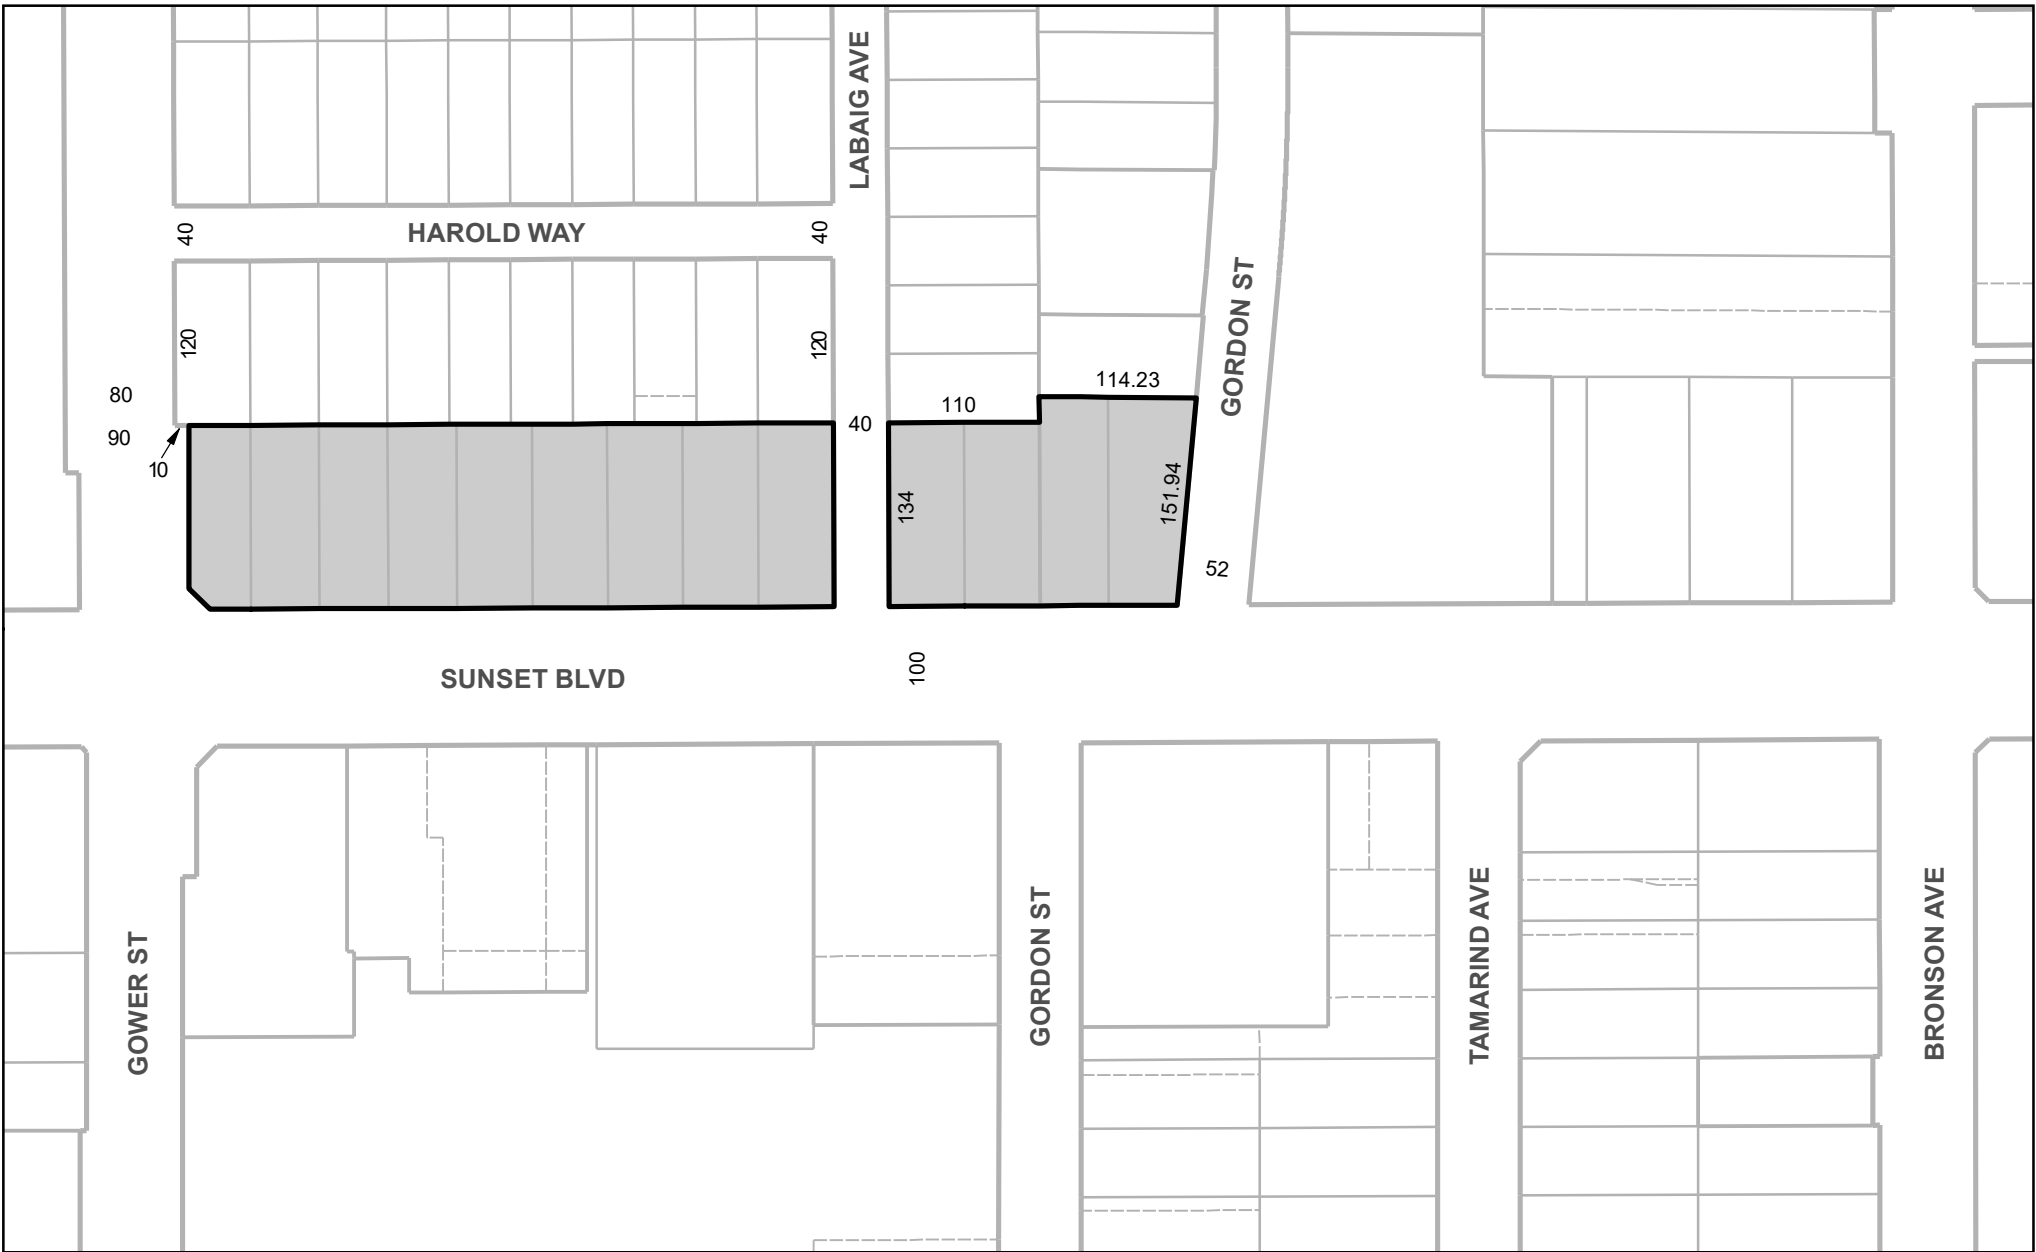 LABAIG AVE
40
HAROLD WAY
40
GORDON ST
120
120
80
114.23
110
90
40
10
134
151.94
52
SUNSET BLVD
100
GOWER ST
GORDON ST
TAMARIND AVE
BRONSON AVE